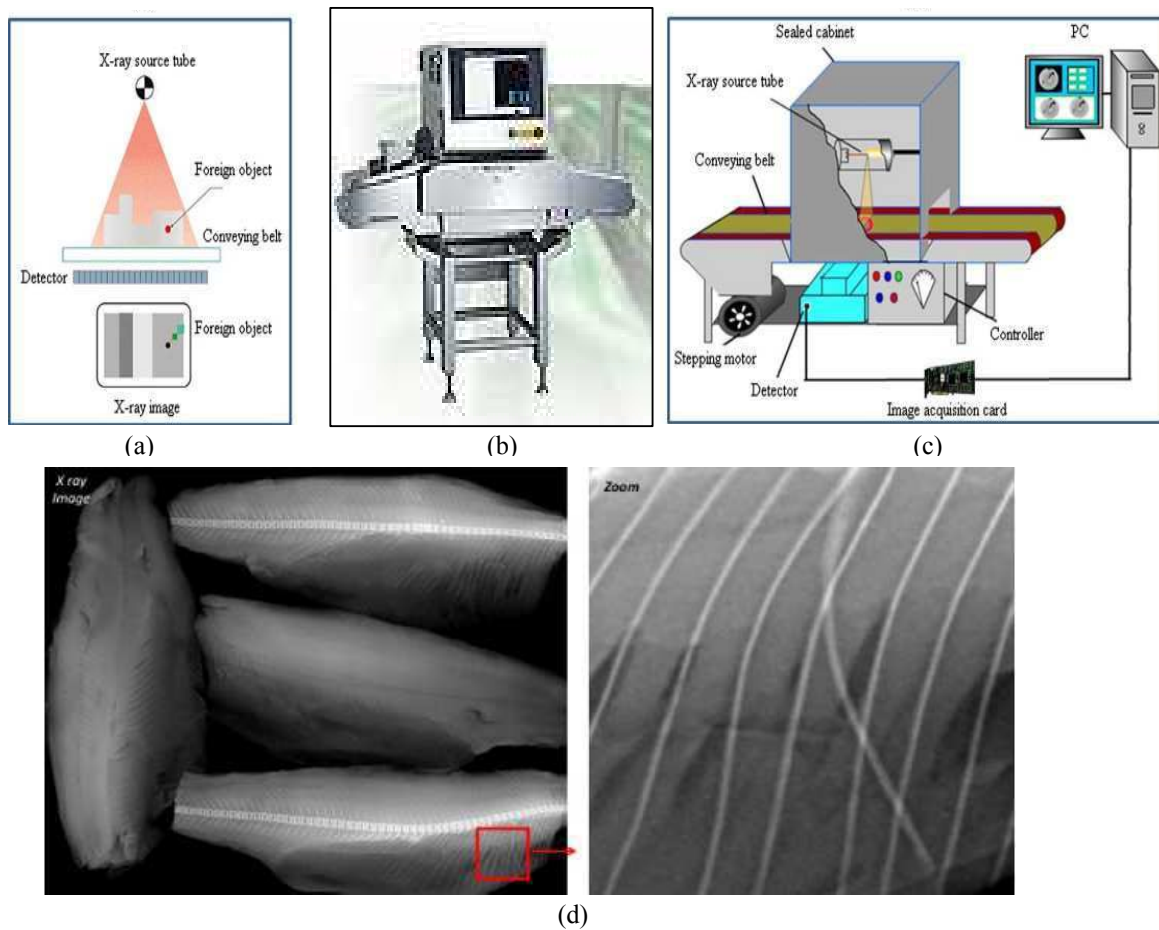 X-ray source tube
Foreign object
Conveying belt
Detector
Foreign object
X-ray image
(a)
(b)
Sealed cabinet
PC
X-ray source tube
Conveying belt
Stepping motor
Controller
Detector
Image acquisition card
(c)
X ray
Image
Zoom
(d)